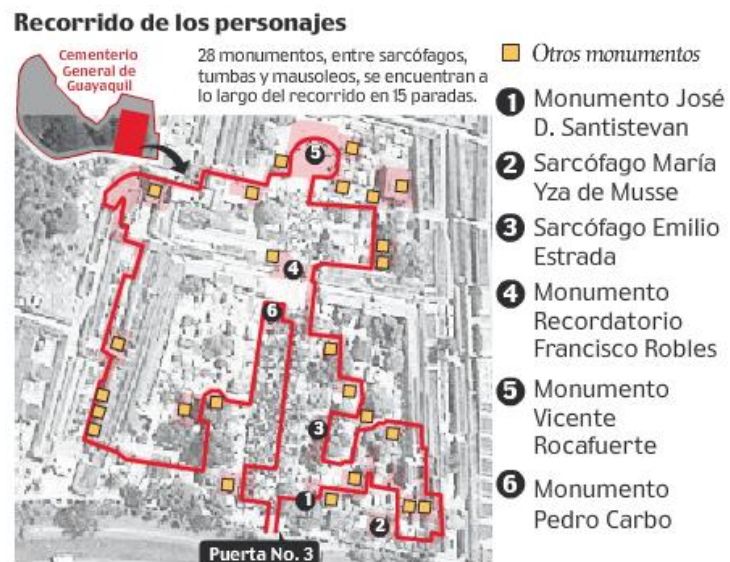 Recorrido de los personajes
Cementerio
General de
Guayaquil
28 monumentos, entre sarcófagos,
tumbas y mausoleos, se encuentran a
lo largo del recorrido en 15 paradas.
Otros monumentos
1 Monumento José
D. Santistevan
2 Sarcófago María
Yza de Musse
3 Sarcófago Emilio
Estrada
4 Monumento
Recordatorio
Francisco Robles
5 Monumento
Vicente
Rocafuerte
6 Monumento
Pedro Carbo
5
4
6
3
1
2
Puerta No. 3